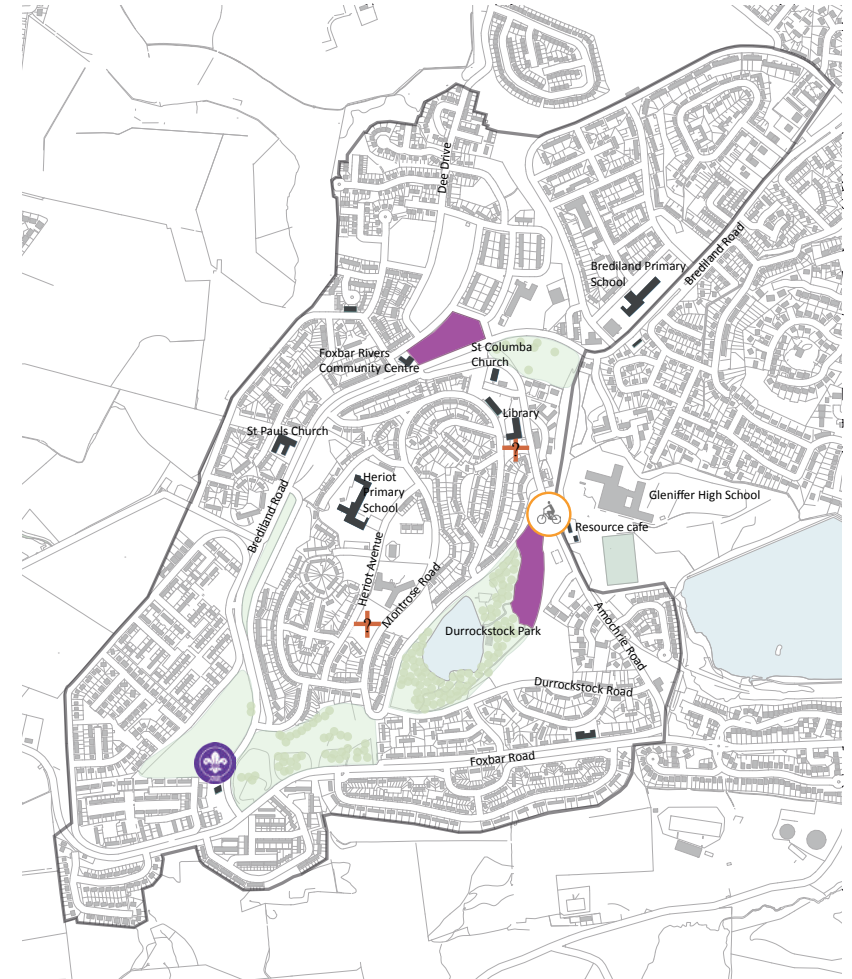 Dee Drive
Brediland Primary
School
Brediland Road
St Columba
Church
Foxbar Rivers
Community Centre
Library
?
St Pauls Church
Heriot
Primary
School
Gleniffer High School
Brediland Road
Resource cafe
Heriot Avenue
Montrose Road
?
Durrockstock Park
Amochrie Road
Durrockstock Road
Foxbar Road